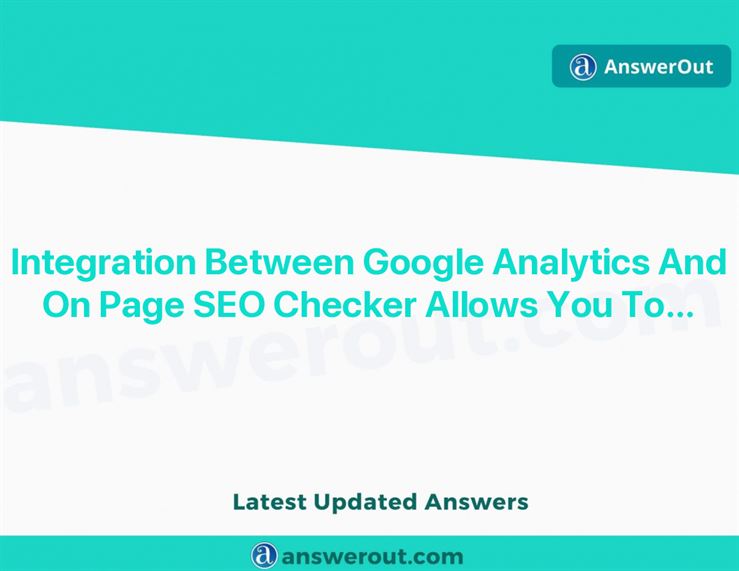 AnswerOut
Integration Between Google Analytics And
On Page SEO Checker Allows You To...
answerout.com
Latest Updated Answers
answerout.com